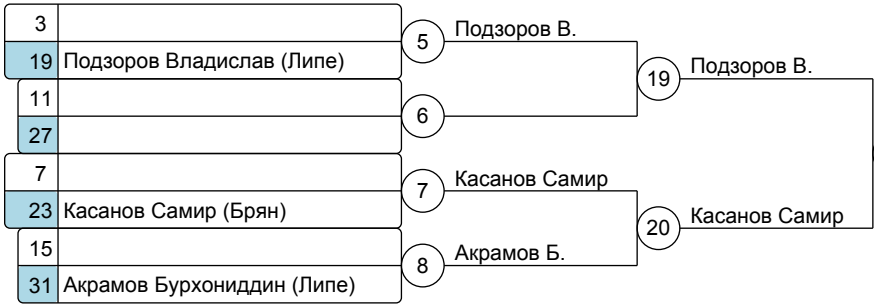 3
5
Подзоров В.
19 Подзоров Владислав (Липе)
19
Подзоров В.
11
6
27
7
7
Касанов Самир
23 Касанов Самир (Брян)
20
Касанов Самир
15
8
Акрамов Б.
31 Акрамов Бурхониддин (Липе)